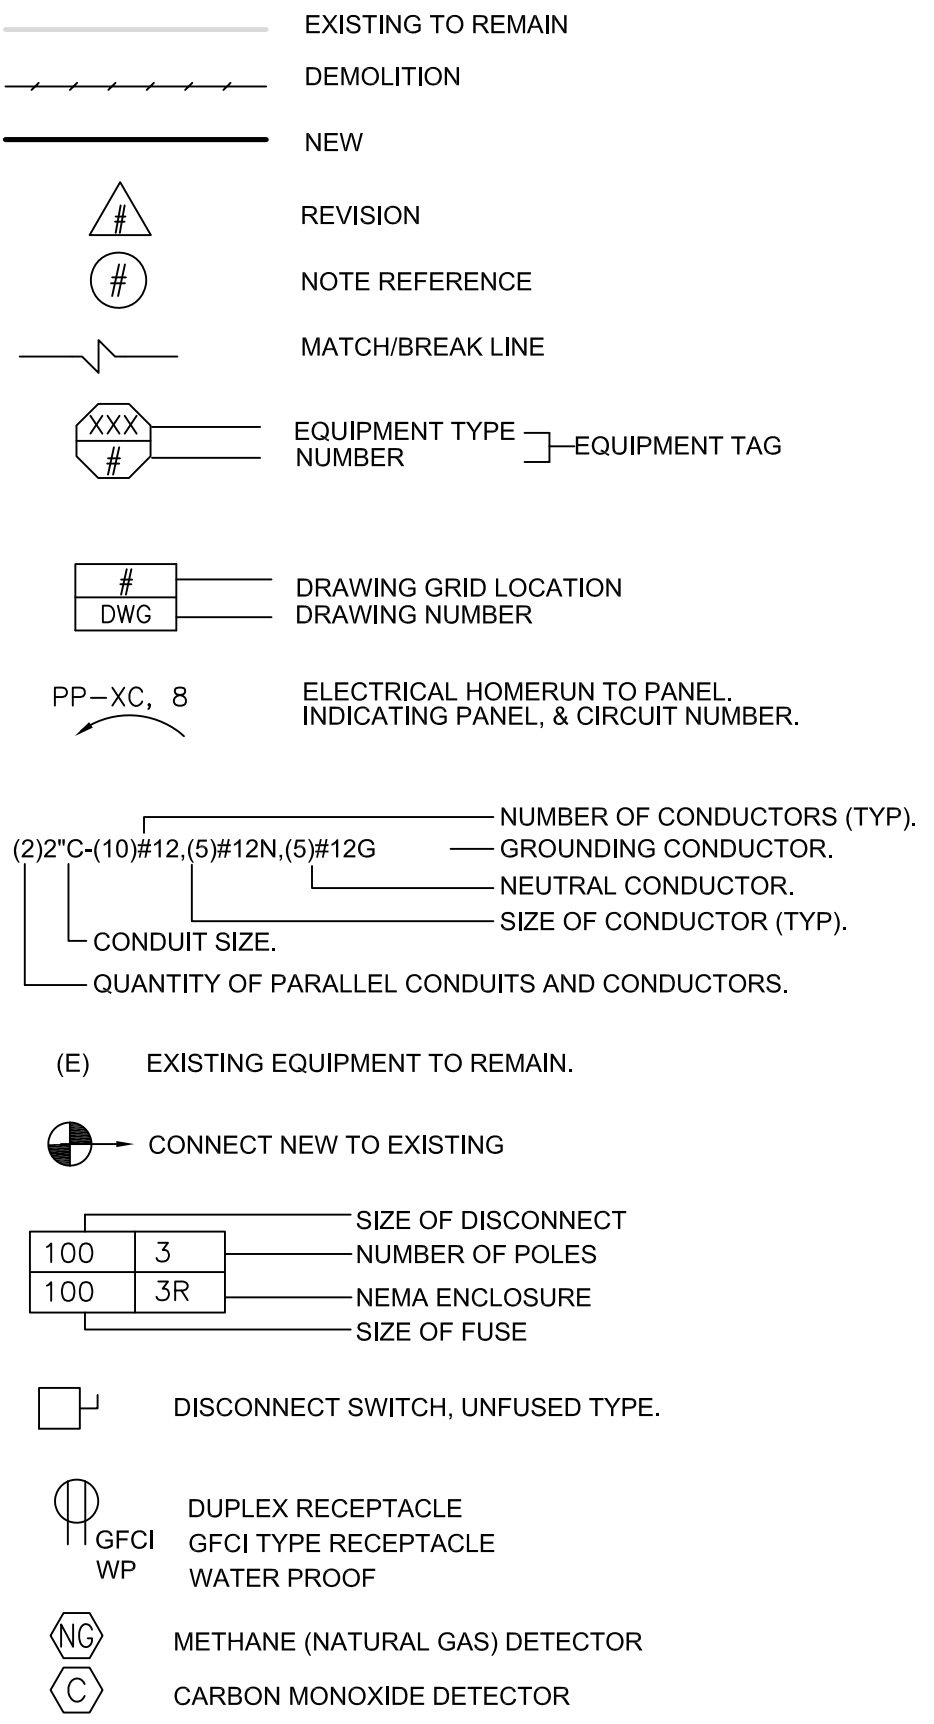 EXISTING TO REMAIN
DEMOLITION
NEW
# REVISION
# NOTE REFERENCE
MATCH/BREAK LINE
XXX EQUIPMENT TYPE
# NUMBER
EQUIPMENT TAG
# DRAWING GRID LOCATION
DWG DRAWING NUMBER
PP-XC, 8 ELECTRICAL HOMERUN TO PANEL.
INDICATING PANEL, & CIRCUIT NUMBER.
NUMBER OF CONDUCTORS (TYP).
(2)2"C-(10)#12,(5)#12N,(5)#12G GROUNDING CONDUCTOR.
NEUTRAL CONDUCTOR.
SIZE OF CONDUCTOR (TYP).
CONDUIT SIZE.
QUANTITY OF PARALLEL CONDUITS AND CONDUCTORS.
(E) EXISTING EQUIPMENT TO REMAIN.
CONNECT NEW TO EXISTING
SIZE OF DISCONNECT
100 3 NUMBER OF POLES
100 3R NEMA ENCLOSURE
SIZE OF FUSE
DISCONNECT SWITCH, UNFUSED TYPE.
DUPLEX RECEPTACLE
GFCI GFCI TYPE RECEPTACLE
WP WATER PROOF
NG METHANE (NATURAL GAS) DETECTOR
C CARBON MONOXIDE DETECTOR